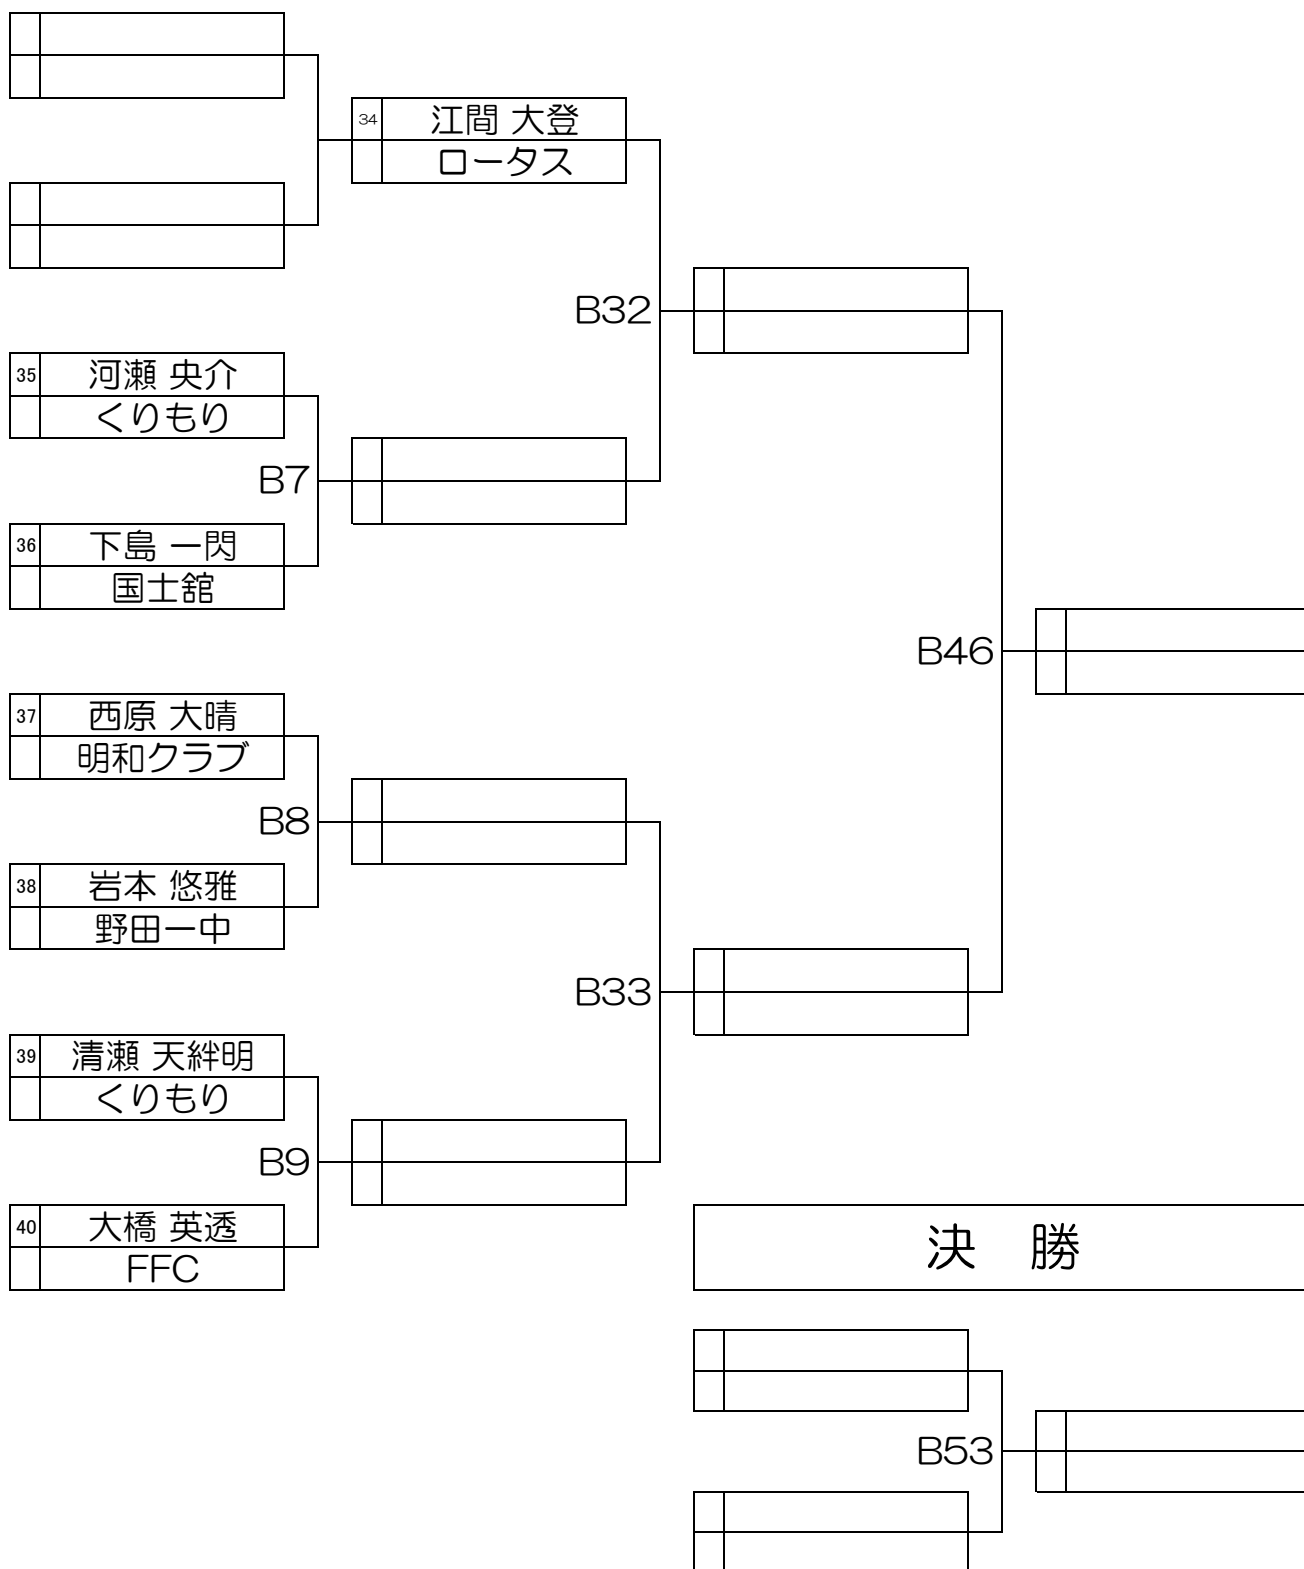 34
江間 大登
ロータス
B32
35
河瀬 央介
くりもり
B7
36
下島 一閃
国士舘
B46
37
西原 大晴
明和クラブ
B8
38
岩本 悠雅
野田一中
B33
39
清瀬 天絆明
くりもり
B9
40
大橋 英透
FFC
決 勝
B53